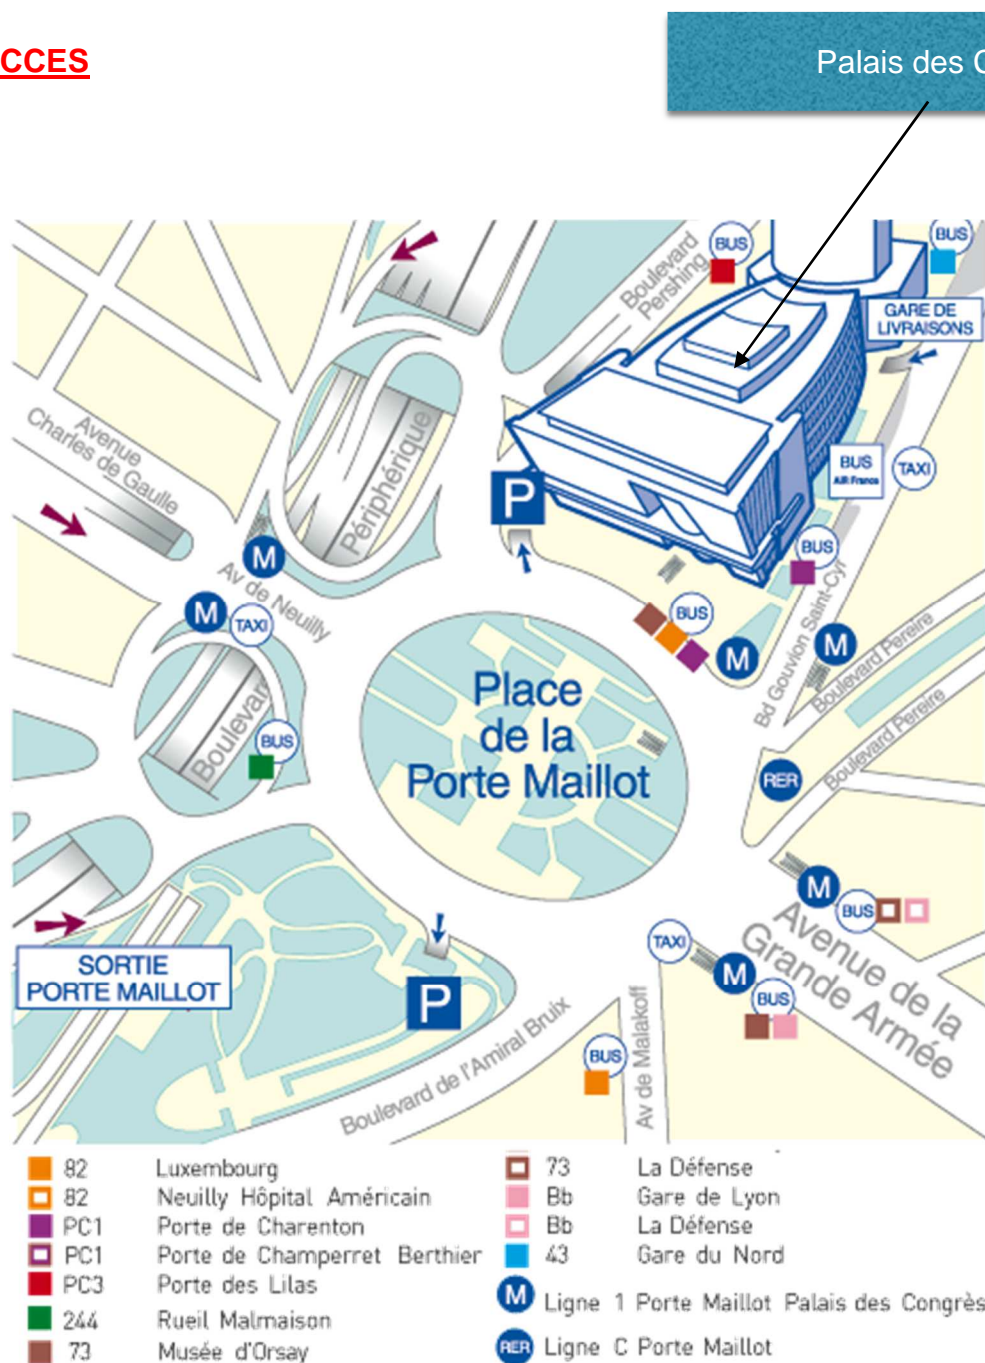 CCES
Palais des C
BUS
BUS
Boulevard
Pershing
GARE DE
LIVRAISONS
Avenue
Charles de Gaulle
Périphérique
BUS
AIR France
TAXI
P
M
BUS
Av de Neuilly
M
TAXI
BUS
M
M
Bd Gouvion Saint-Cyr
Boulevard Pereire
Boulevard Pereire
Place
de la
Porte Maillot
Boulevard
BUS
RER
M
BUS
Avenue de la
Grande Armée
TAXI
M
BUS
SORTIE
PORTE MAILLOT
P
Boulevard de l'Amiral Bruix
BUS
Av de Malakoff
82 Luxembourg
82 Neuilly Hôpital Américain
PC1 Porte de Charenton
PC1 Porte de Champerret Berthier
PC3 Porte des Lilas
244 Rueil Malmaison
73 Musée d'Orsay
73 La Défense
Bb Gare de Lyon
Bb La Défense
43 Gare du Nord
M Ligne 1 Porte Maillot Palais des Congrès
RER Ligne C Porte Maillot